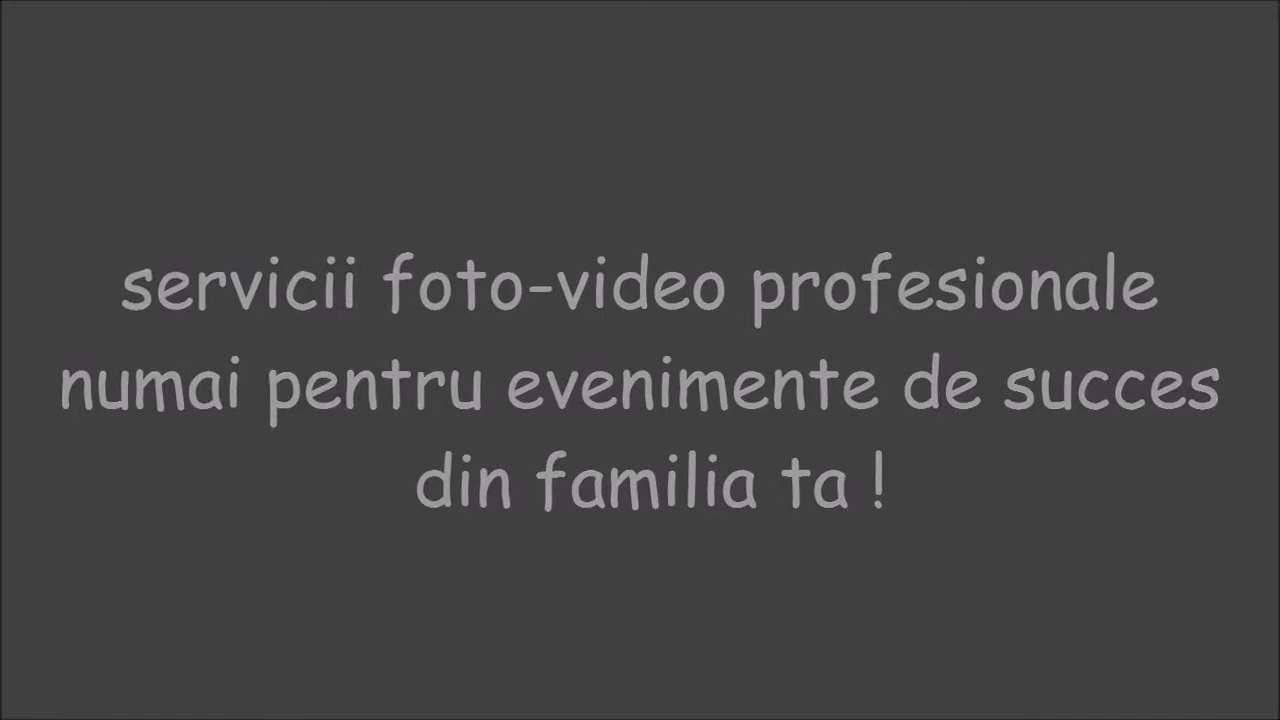 servicii foto-video profesionale
numai pentru evenimente de succes
din familia ta !